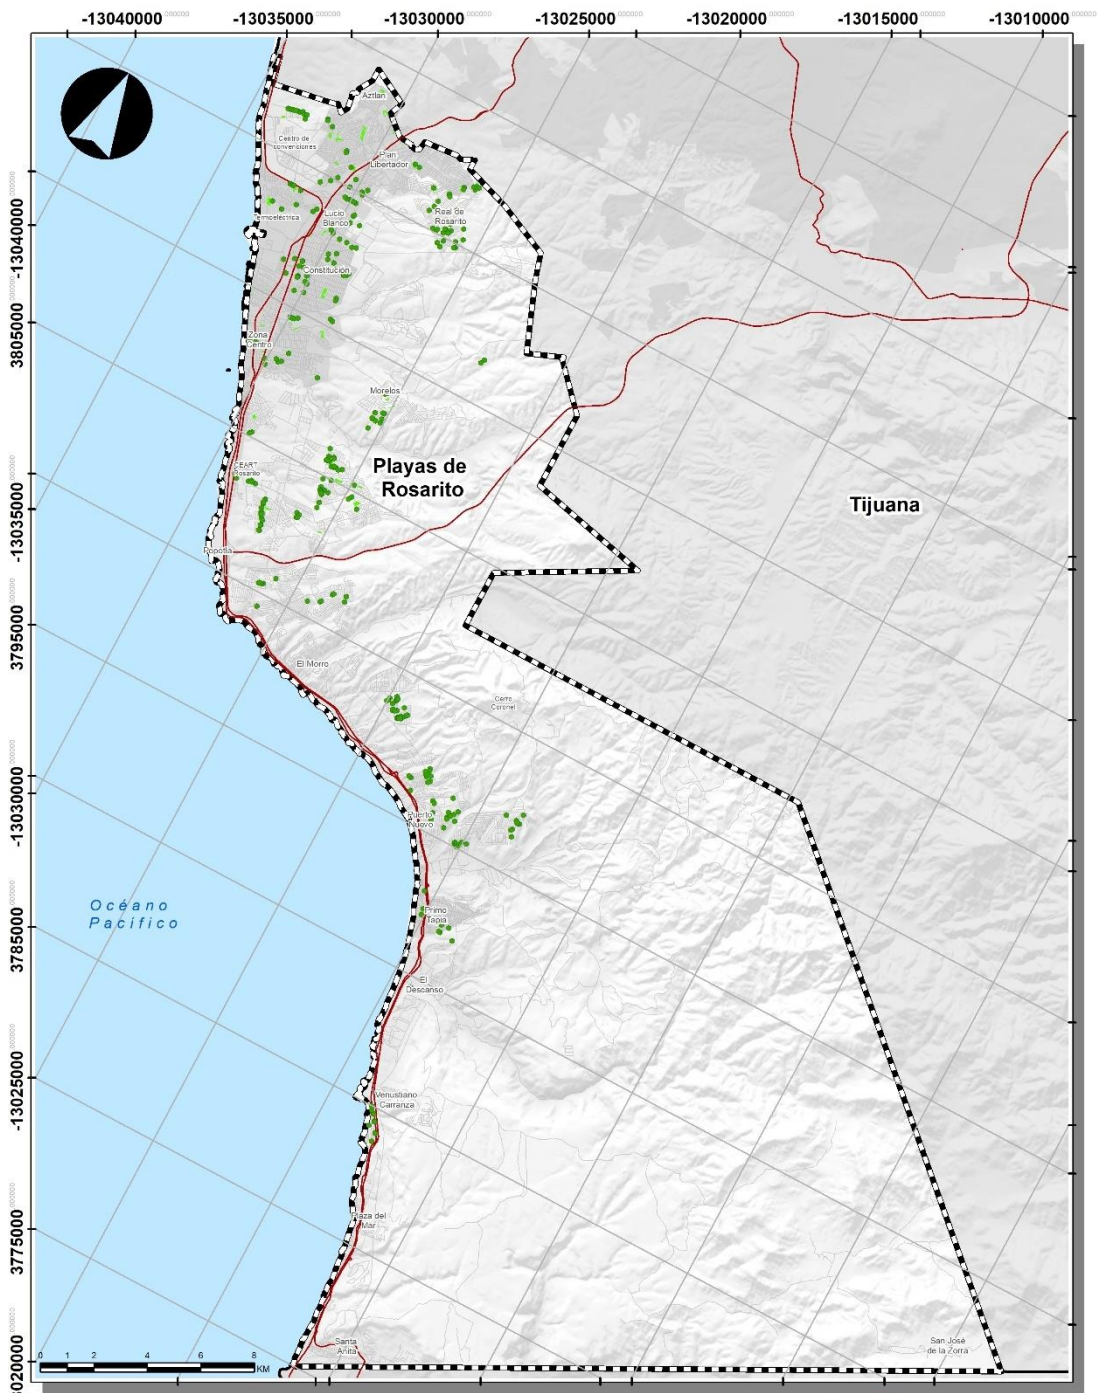 -13040000
-13035000
-13030000
-13025000
-13020000
-13015000
-13010000
Aztlan
Centro de
convenciones
Plan
Libertador
Real de
Rosarito
Lucio
Blanco
Constitución
Zona
Centro
Morelos
Playas de
Rosarito
Rosarito
Tijuana
Popotla
El Morro
Cerro
Coronel
Puerto
Nuevo
Océano
Pacífico
Primo
Tapia
El
Descanso
Venustiano
Carranza
Plaza del
Mar
Santa
Anita
San José
de la Zorra
0 1 2 4 6 8
KM
-13040000
3805000
-13035000
3795000
-13030000
3785000
-13025000
3775000